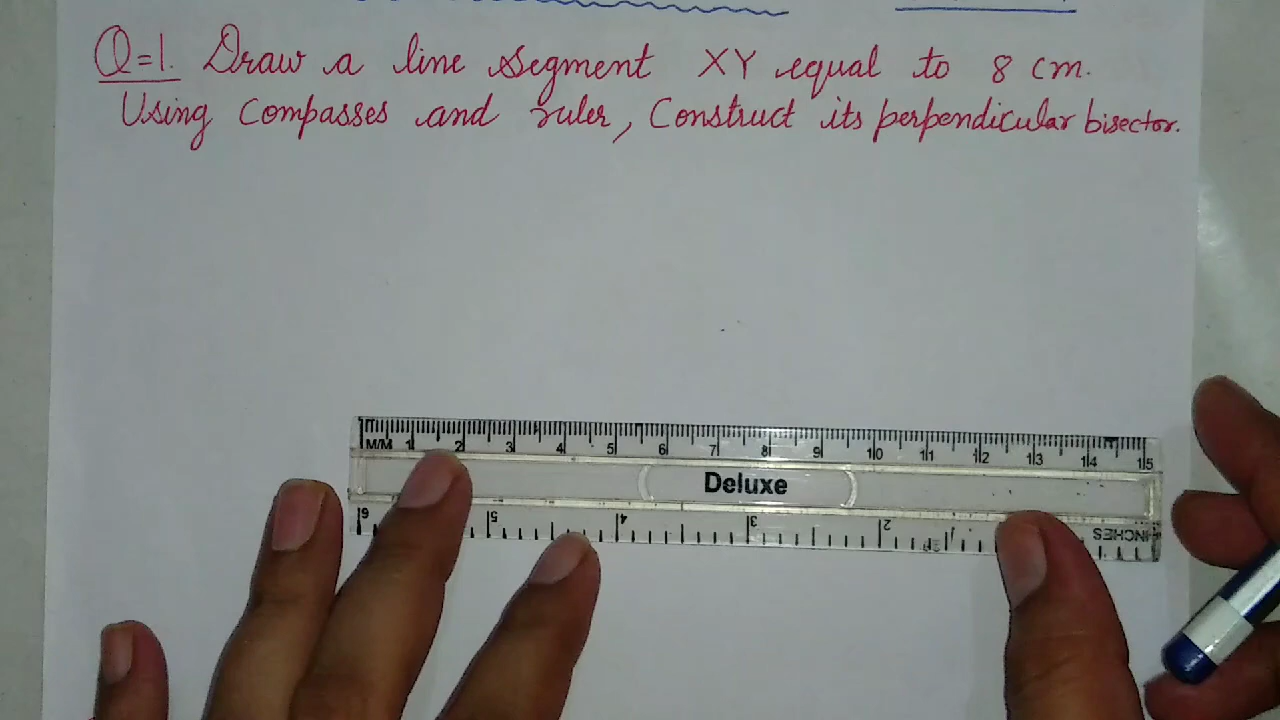 Q=1. Draw a line segment XY equal to 8 cm.
Using Compasses and ruler, Construct its perpendicular bisector.
M/M 1 2 3 4 5 6 7 8 9 10 11 12 13 14 15
Deluxe
6 5 4 3 2 1 INCHES